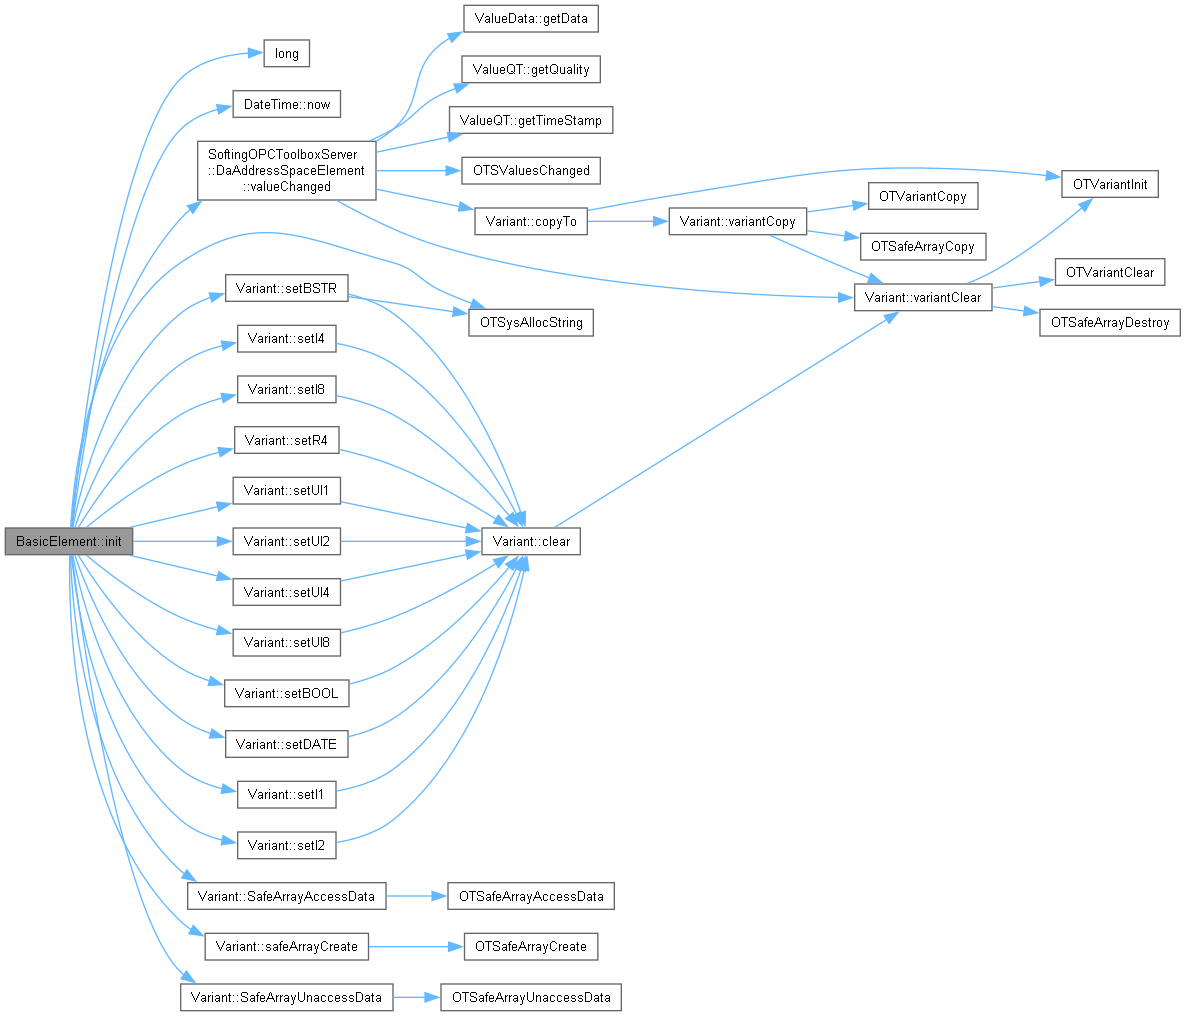 ValueData::getData
long
ValueQT::getQuality
DateTime::now
ValueQT::getTimeStamp
SoftingOPCToolboxServer
::DaAddressSpaceElement
::valueChanged
OTSValuesChanged
OTVariantInit
OTVariantCopy
Variant::copyTo
Variant::variantCopy
OTSafeArrayCopy
OTVariantClear
Variant::setBSTR
Variant::variantClear
OTSysAllocString
OTSafeArrayDestroy
Variant::setI4
Variant::setI8
Variant::setR4
Variant::setUI1
BasicElement::init
Variant::setUI2
Variant::clear
Variant::setUI4
Variant::setUI8
Variant::setBOOL
Variant::setDATE
Variant::setI1
Variant::setI2
Variant::SafeArrayAccessData
OTSafeArrayAccessData
Variant::safeArrayCreate
OTSafeArrayCreate
Variant::SafeArrayUnaccessData
OTSafeArrayUnaccessData